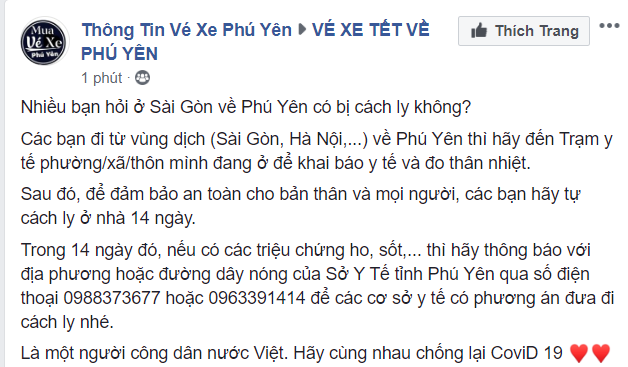 Mua
Vé Xe
Phú Yên
Thông Tin Vé Xe Phú Yên ▸ VÉ XE TẾT VỀ
PHÚ YÊN
Thích Trang
1 phút ·
Nhiều bạn hỏi ở Sài Gòn về Phú Yên có bị cách ly không?
Các bạn đi từ vùng dịch (Sài Gòn, Hà Nội,...) về Phú Yên thì hãy đến Trạm y
tế phường/xã/thôn mình đang ở để khai báo y tế và đo thân nhiệt.
Sau đó, để đảm bảo an toàn cho bản thân và mọi người, các bạn hãy tự
cách ly ở nhà 14 ngày.
Trong 14 ngày đó, nếu có các triệu chứng ho, sốt,... thì hãy thông báo với
địa phương hoặc đường dây nóng của Sở Y Tế tỉnh Phú Yên qua số điện
thoại 0988373677 hoặc 0963391414 để các cơ sở y tế có phương án đưa đi
cách ly nhé.
Là một người công dân nước Việt. Hãy cùng nhau chống lại CoviD 19 ❤️❤️